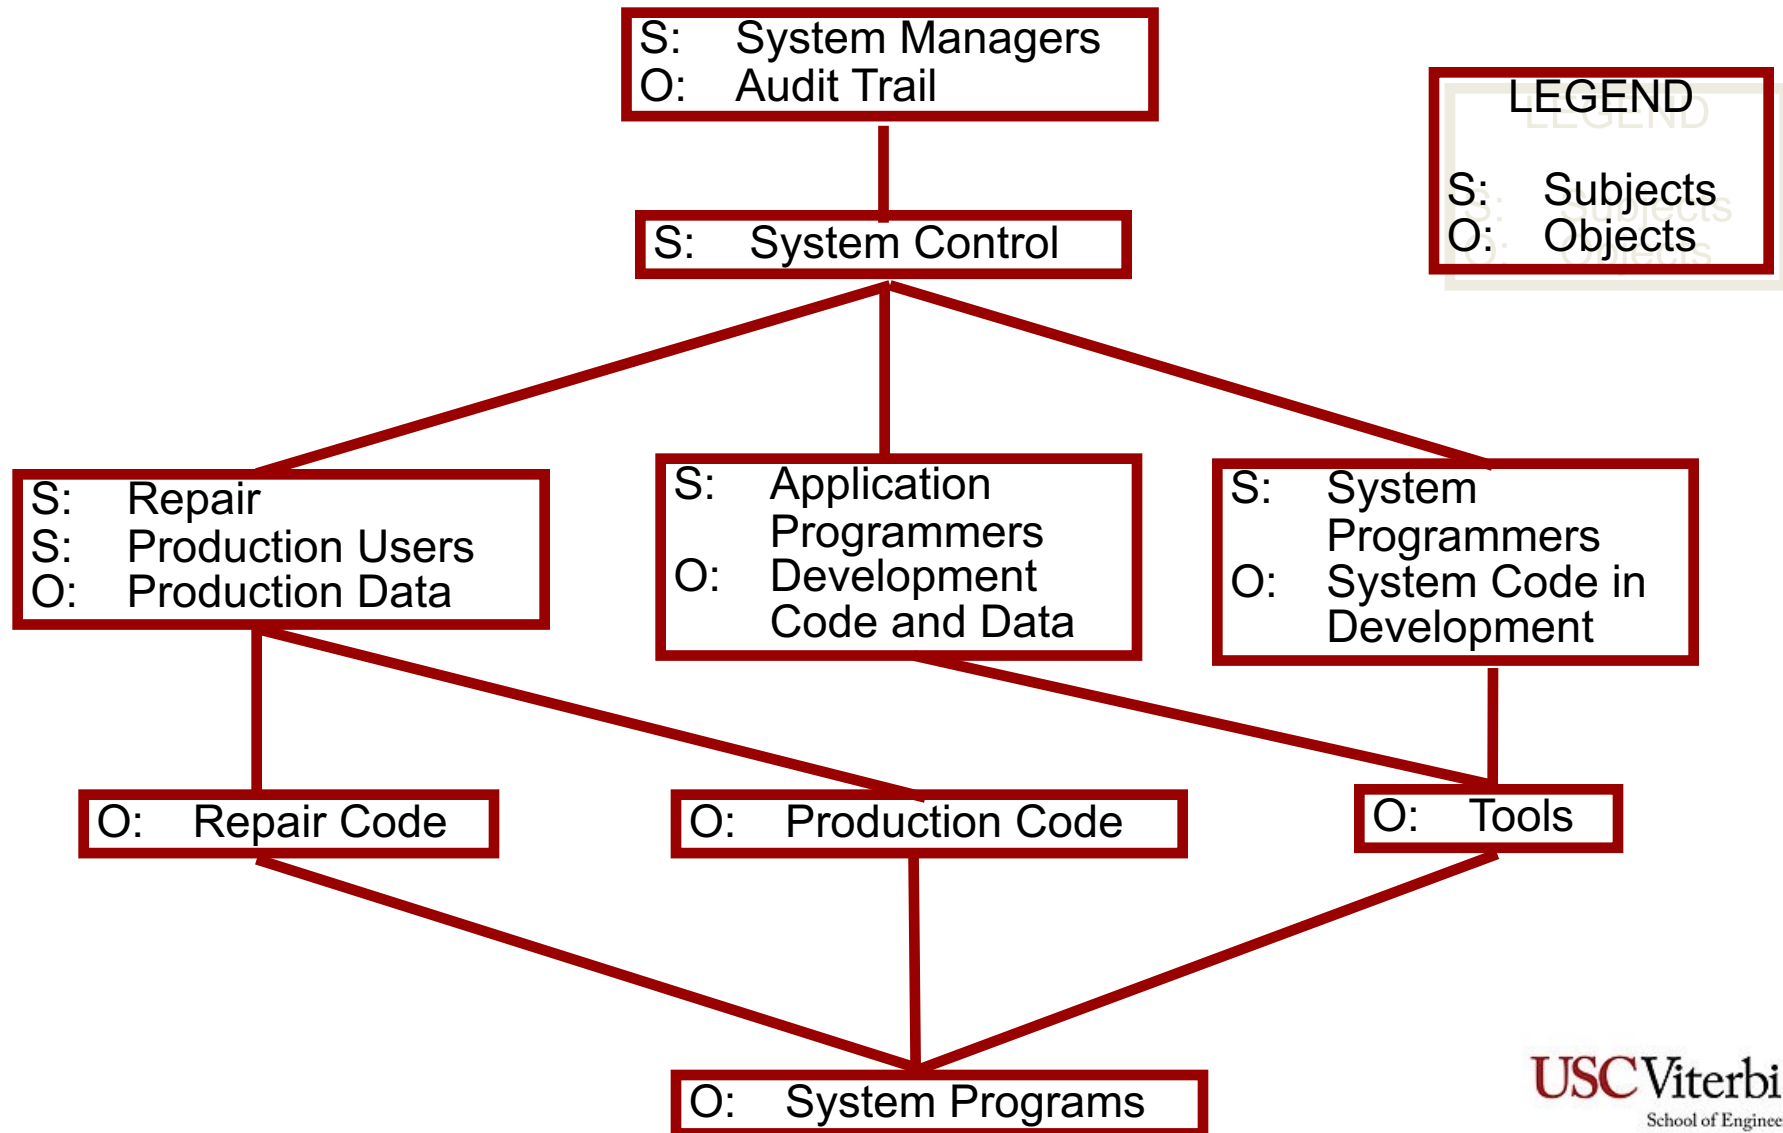 S: System Managers
O: Audit Trail
LEGEND
S: Subjects
O: Objects
S: System Control
S: Repair
S: Production Users
O: Production Data
S: Application
Programmers
O: Development
Code and Data
S: System
Programmers
O: System Code in
Development
O: Repair Code
O: Production Code
O: Tools
O: System Programs
USC Viterbi
School of Enginee